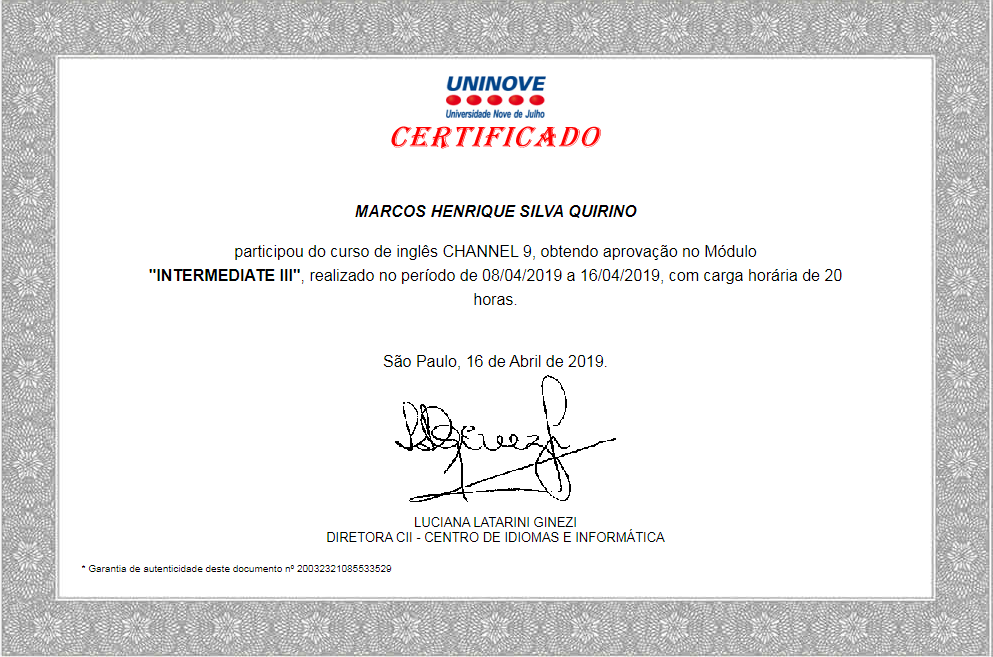 UNINOVE
Universidade Nove de Julho
CERTIFICADO
MARCOS HENRIQUE SILVA QUIRINO
participou do curso de inglês CHANNEL 9, obtendo aprovação no Módulo
"INTERMEDIATE III", realizado no período de 08/04/2019 a 16/04/2019, com carga horária de 20
horas.
São Paulo, 16 de Abril de 2019.
LUCIANA LATARINI GINEZI
DIRETORA CII - CENTRO DE IDIOMAS E INFORMÁTICA
* Garantia de autenticidade deste documento nº 20032321085533529